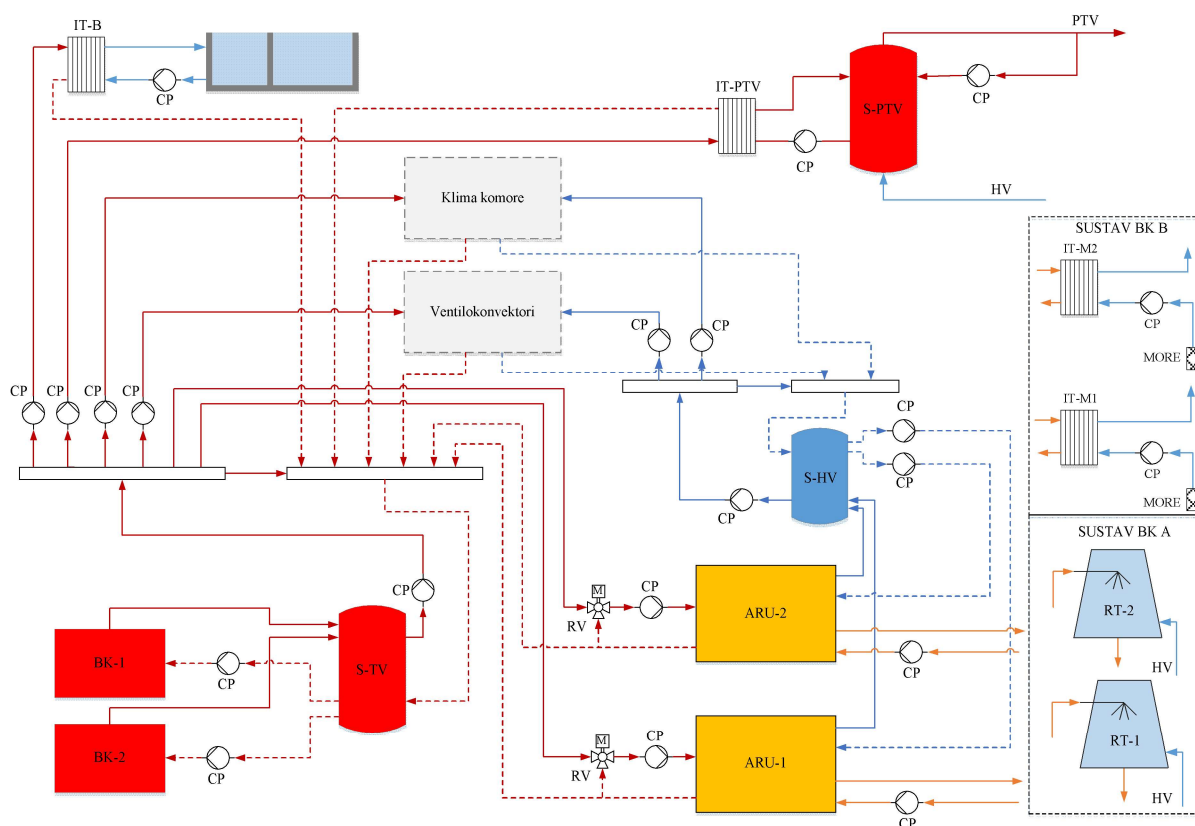 IT-B
CP
PTV
IT-PTV
CP
S-PTV
CP
HV
Klima komore
Ventilokonvektori
CP
CP
CP
CP
CP
CP
SUSTAV BK B
IT-M2
CP
MORE
IT-M1
CP
MORE
CP
CP
S-HV
CP
SUSTAV BK A
RT-2
HV
RT-1
HV
CP
M
RV
CP
ARU-2
CP
BK-1
CP
S-TV
BK-2
CP
M
RV
CP
ARU-1
CP